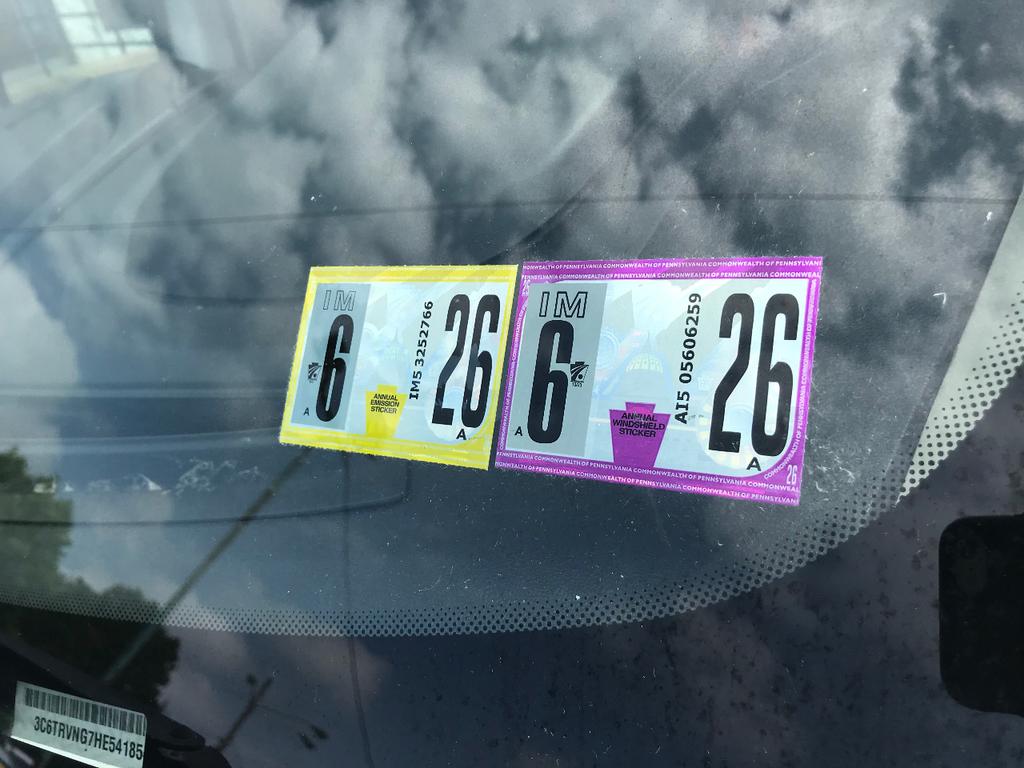 IM
6
A
ANNUAL
EMISSION
STICKER
IM5 3252766
26
A
COMMONWEALTH OF PENNSYLVANIA COMMONWEALTH OF PENNSYLVANIA
COMMONWEALTH OF PENNSYLVANIA COMMONWEALTH OF PENNSYLVANIA
IM
6
A
ANNUAL
WINDSHIELD
STICKER
AI5 05606259
26
A
26
COMMONWEALTH OF PENNSYLVANIA COMMONWEALTH OF PENNSYLVANIA
3C6TRVNG7HE54185